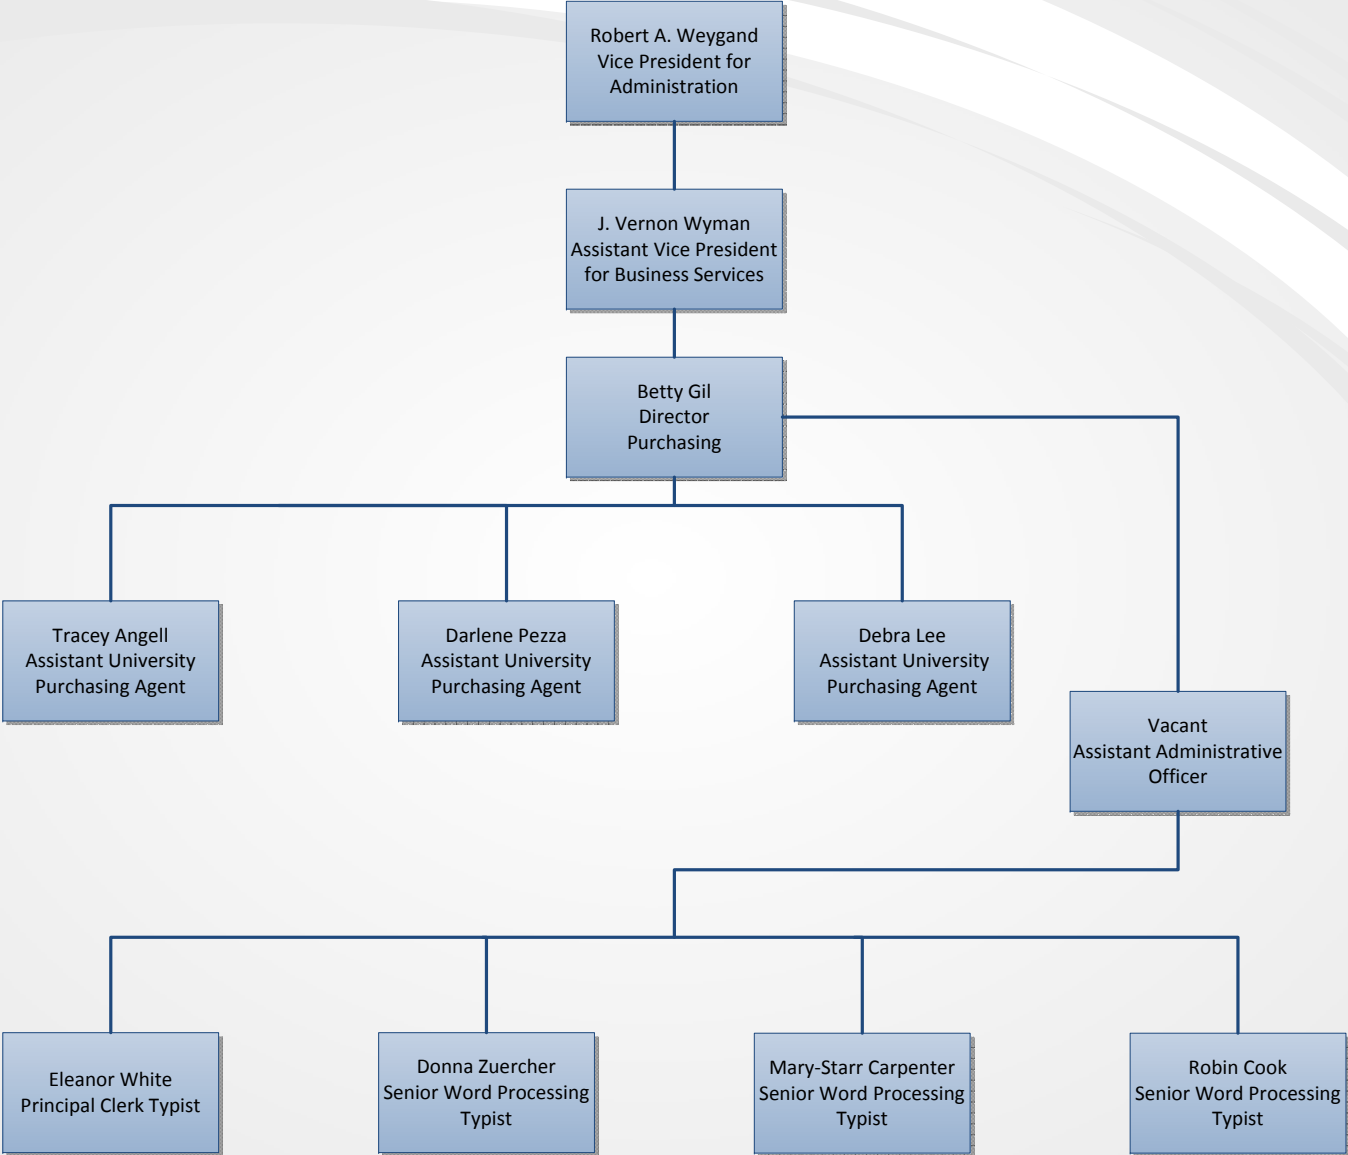 Robert A. Weygand
Vice President for
Administration
J. Vernon Wyman
Assistant Vice President
for Business Services
Betty Gil
Director
Purchasing
Tracey Angell
Assistant University
Purchasing Agent
Darlene Pezza
Assistant University
Purchasing Agent
Debra Lee
Assistant University
Purchasing Agent
Vacant
Assistant Administrative
Officer
Eleanor White
Principal Clerk Typist
Donna Zuercher
Senior Word Processing
Typist
Mary-Starr Carpenter
Senior Word Processing
Typist
Robin Cook
Senior Word Processing
Typist